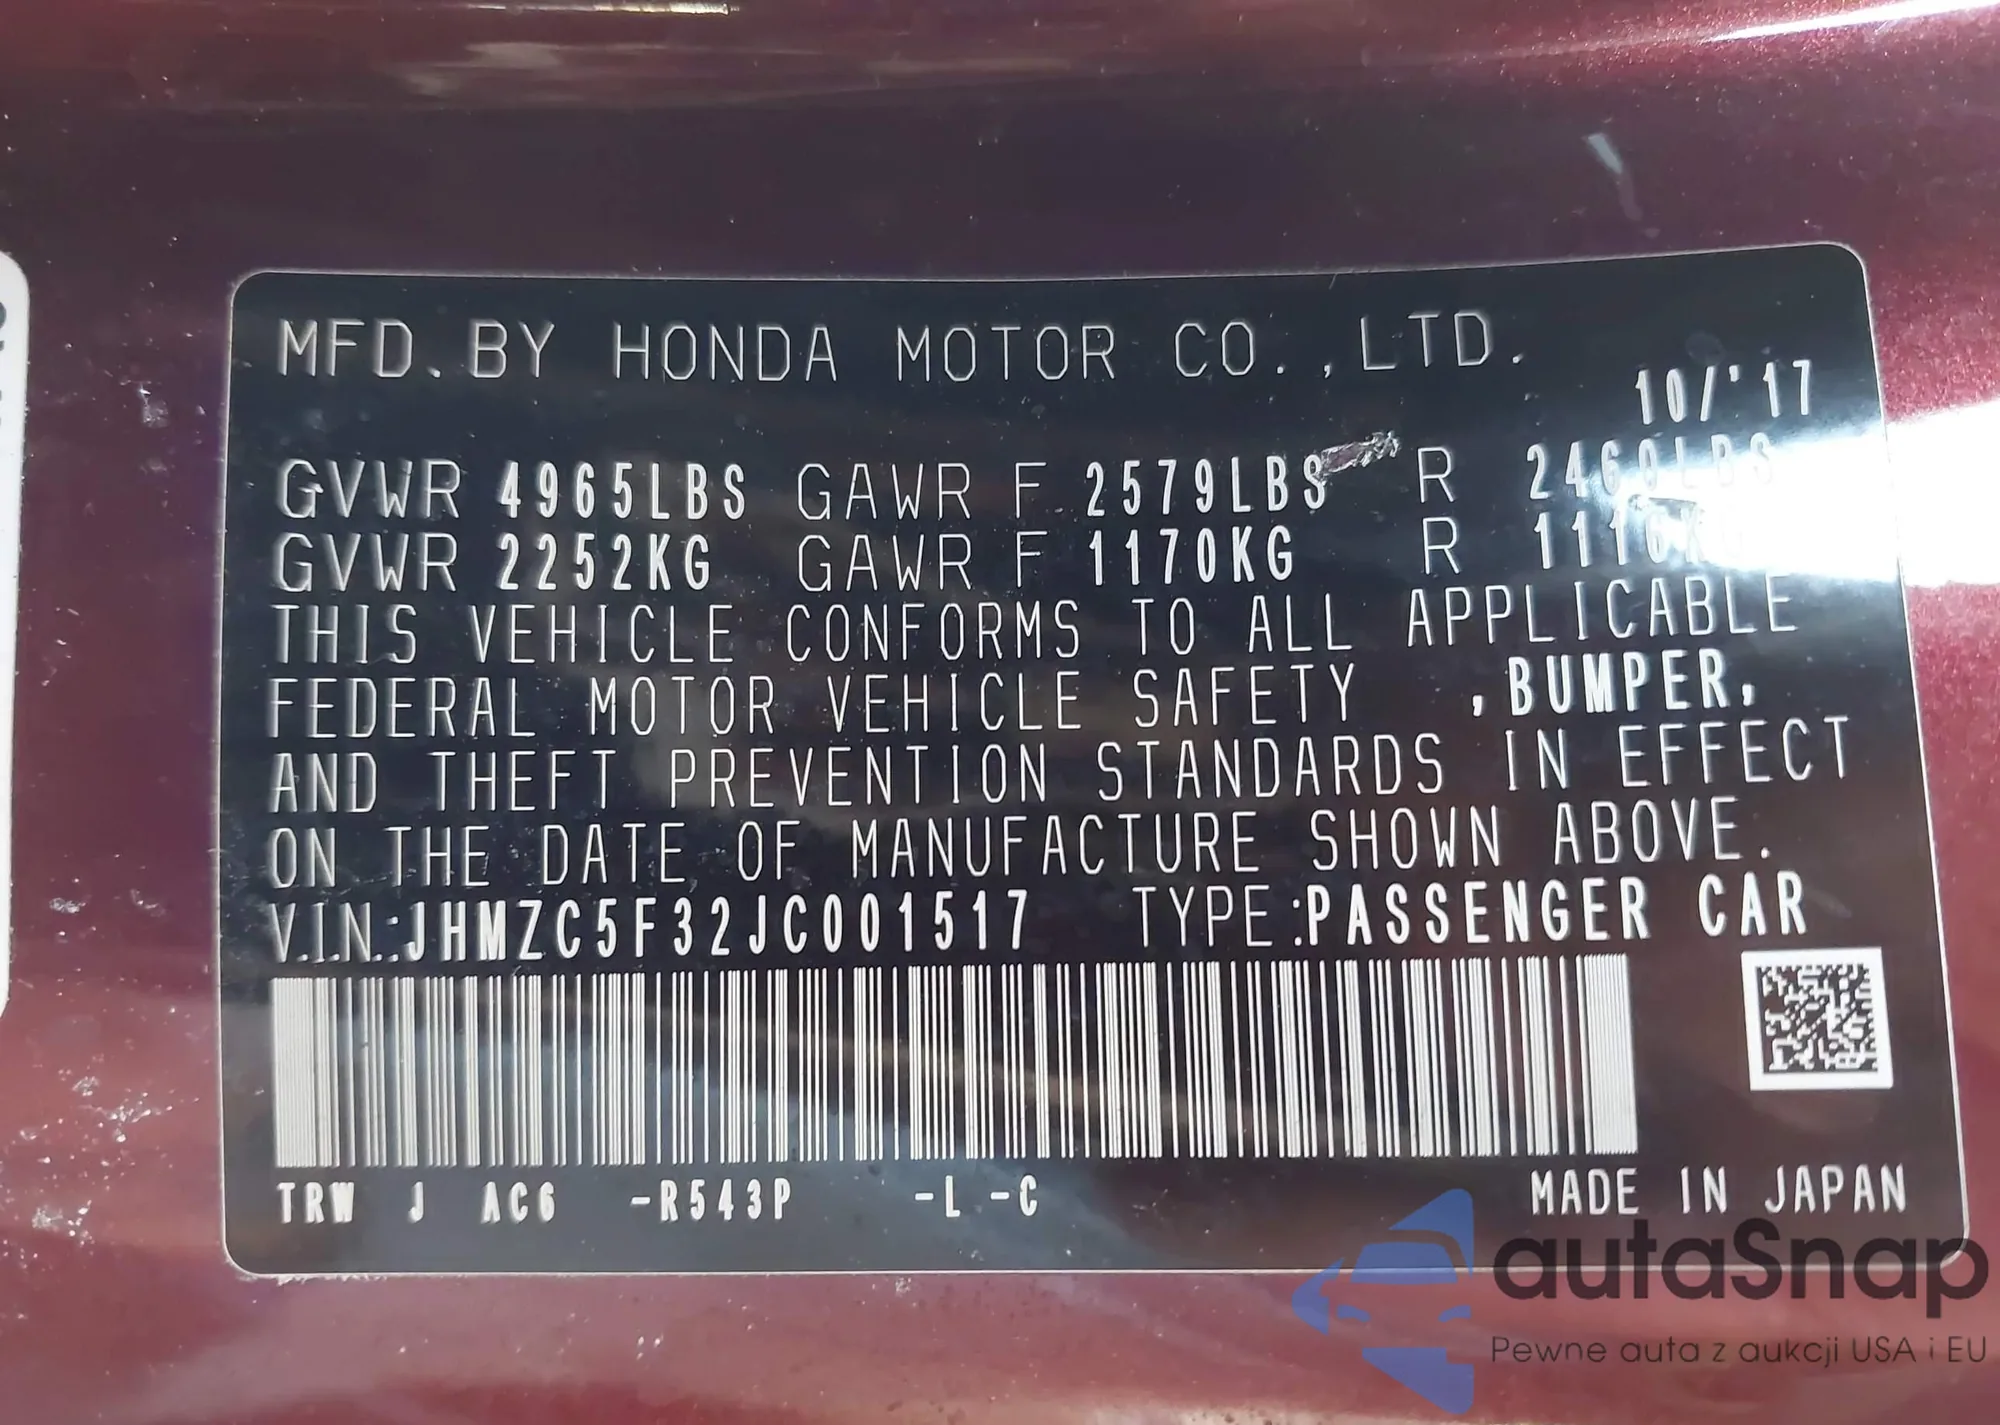 MFD.BY HONDA MOTOR CO.,LTD.
10/'17
GVWR 4965LBS GAWR F 2579LBS R 2460LBS
GVWR 2252KG GAWR F 1170KG R 1116KG
THIS VEHICLE CONFORMS TO ALL APPLICABLE
FEDERAL MOTOR VEHICLE SAFETY ,BUMPER,
AND THEFT PREVENTION STANDARDS IN EFFECT
ON THE DATE OF MANUFACTURE SHOWN ABOVE.
V.I.N.:JHMZC5F32JC001517 TYPE:PASSENGER CAR
TRW J AC6 -R543P -L -C MADE IN JAPAN
autaSnap
Pewne auta z aukcji USA i EU